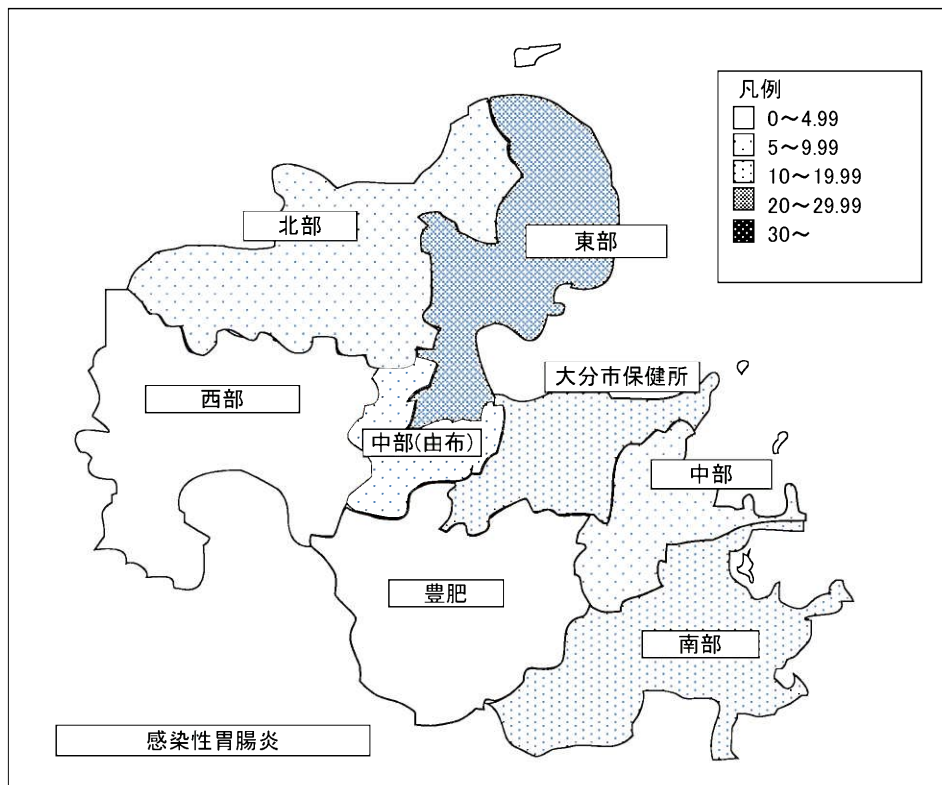 凡例
0～4.99
5～9.99
10～19.99
20～29.99
30～
北部
東部
大分市保健所
西部
中部(由布)
中部
豊肥
南部
感染性胃腸炎